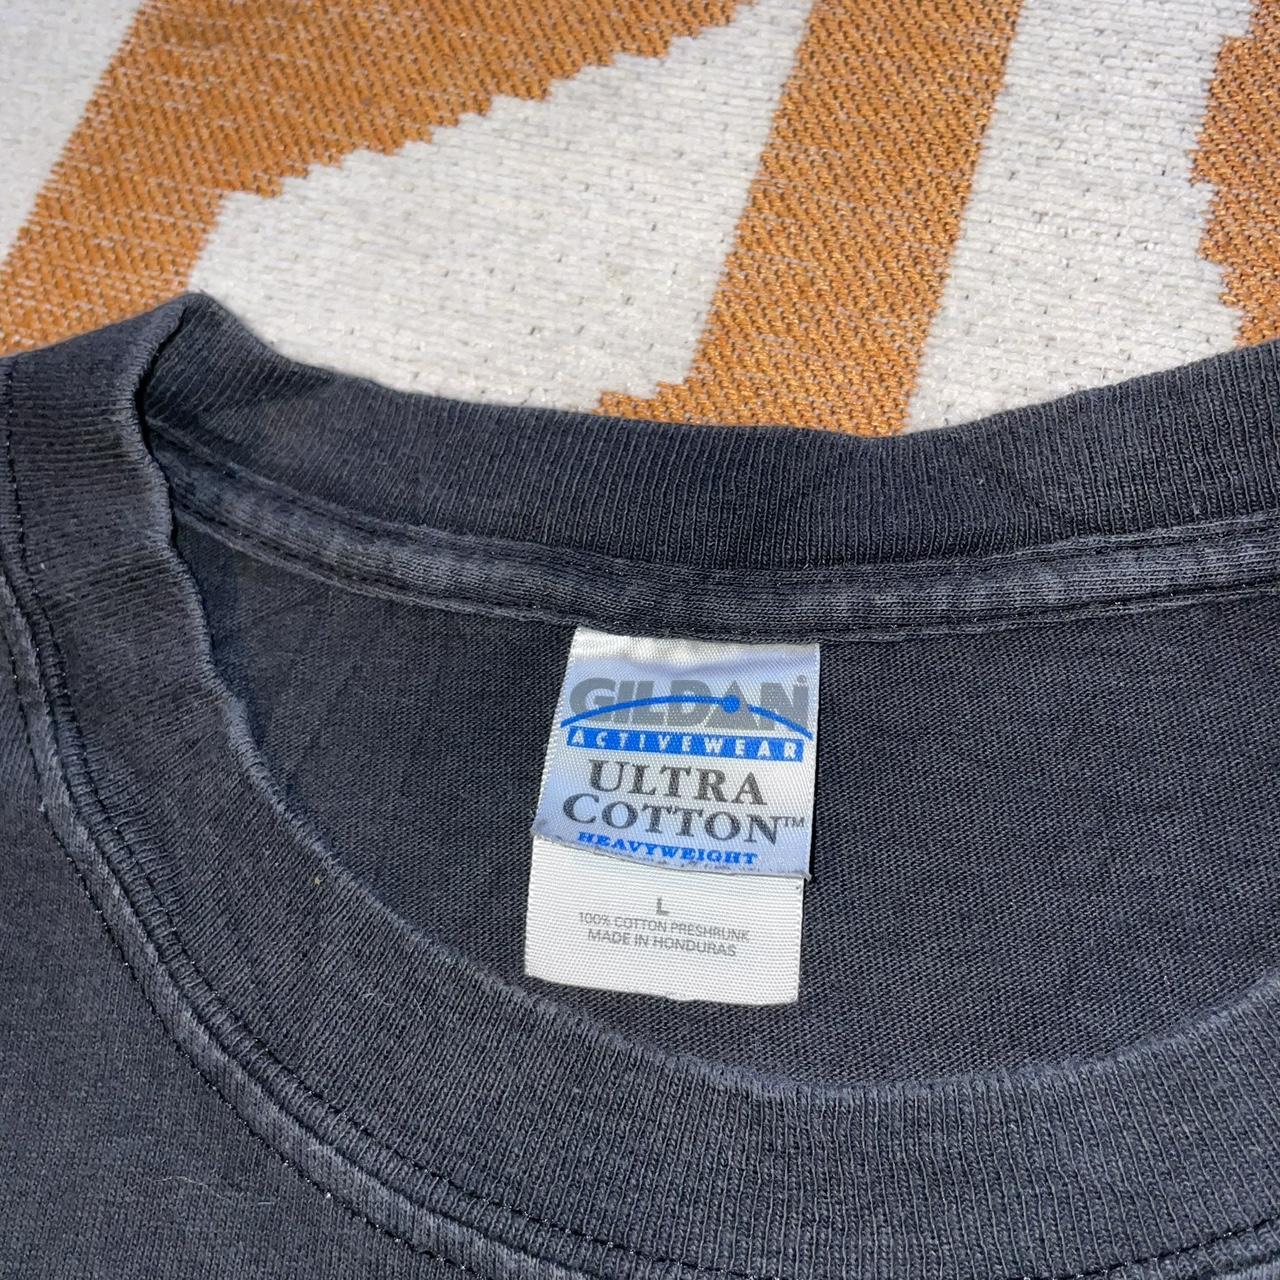 GILDAN
ACTIVEWEAR
ULTRA
COTTON™
HEAVYWEIGHT
L
100% COTTON PRESHRUNK
MADE IN HONDURAS